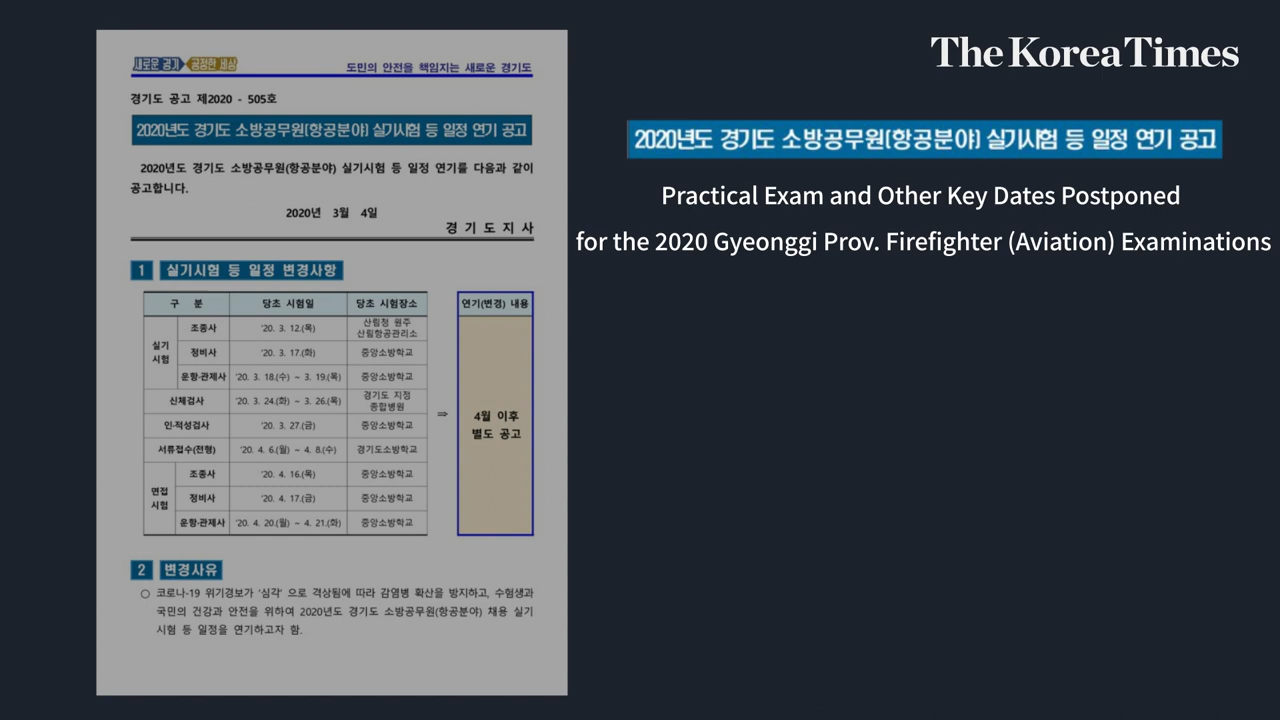 새로운 경기 공정한 세상
도민의 안전을 책임지는 새로운 경기도
경기도 공고 제2020 - 505호
2020년도 경기도 소방공무원(항공분야) 실기시험 등 일정 연기 공고
2020년도 경기도 소방공무원(항공분야) 실기시험 등 일정 연기를 다음과 같이
공고합니다.
2020년 3월 4일
경 기 도 지 사
1 실기시험 등 일정 변경사항
구 분 당초 시험일 당초 시험장소 연기(변경) 내용
실기
시험
조종사 '20. 3. 12.(목) 산림청 원주
산림항공관리소
정비사 '20. 3. 17.(화) 중앙소방학교
운항·관제사 '20. 3. 18.(수) ~ 3. 19.(목) 중앙소방학교
신체검사 '20. 3. 24.(화) ~ 3. 26.(목) 경기도 지정
종합병원
인·적성검사 '20. 3. 27.(금) 중앙소방학교
서류접수(전형) '20. 4. 6.(월) ~ 4. 8.(수) 경기도소방학교
면접
시험
조종사 '20. 4. 16.(목) 중앙소방학교
정비사 '20. 4. 17.(금) 중앙소방학교
운항·관제사 '20. 4. 20.(월) ~ 4. 21.(화) 중앙소방학교
⇒
4월 이후
별도 공고
2 변경사유
○ 코로나-19 위기경보가 '심각' 으로 격상됨에 따라 감염병 확산을 방지하고, 수험생과
국민의 건강과 안전을 위하여 2020년도 경기도 소방공무원(항공분야) 채용 실기
시험 등 일정을 연기하고자 함.
The Korea Times
2020년도 경기도 소방공무원(항공분야) 실기시험 등 일정 연기 공고
Practical Exam and Other Key Dates Postponed
for the 2020 Gyeonggi Prov. Firefighter (Aviation) Examinations